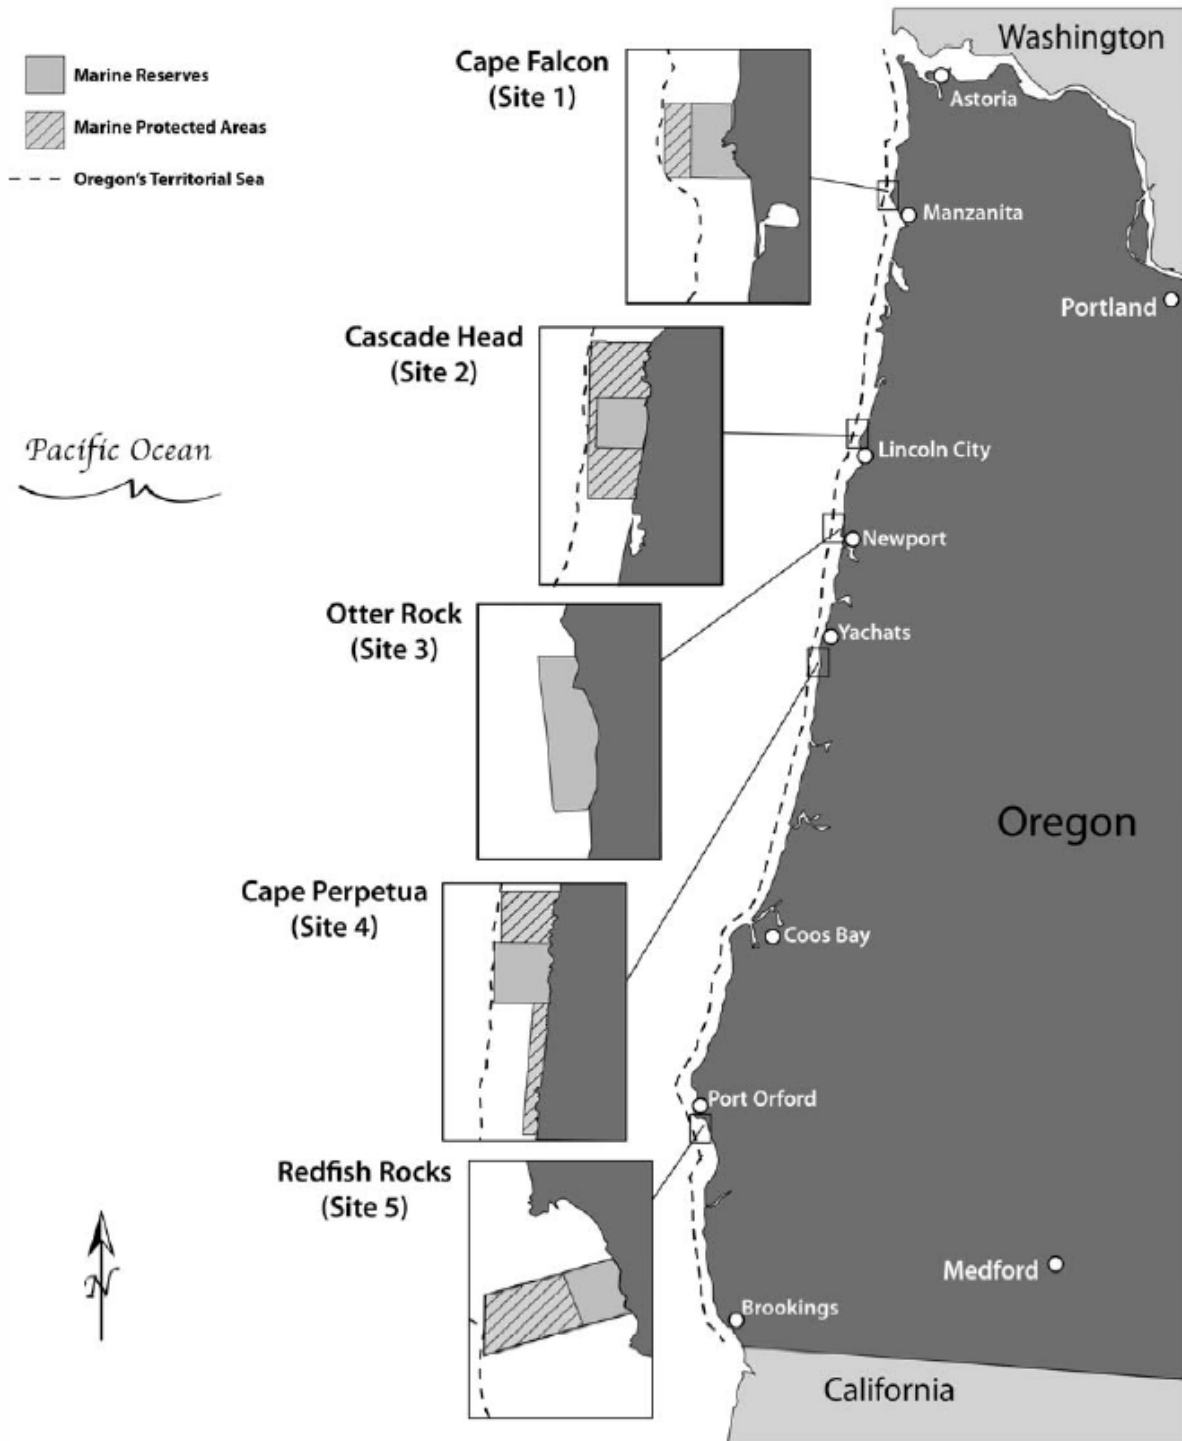 Washington
Cape Falcon
(Site 1)
Marine Reserves
Astoria
Marine Protected Areas
Oregon's Territorial Sea
Manzanita
Portland
Cascade Head
(Site 2)
Pacific Ocean
Lincoln City
Newport
Otter Rock
(Site 3)
Yachats
Oregon
Cape Perpetua
(Site 4)
Coos Bay
Port Orford
Redfish Rocks
(Site 5)
N
Medford
Brookings
California